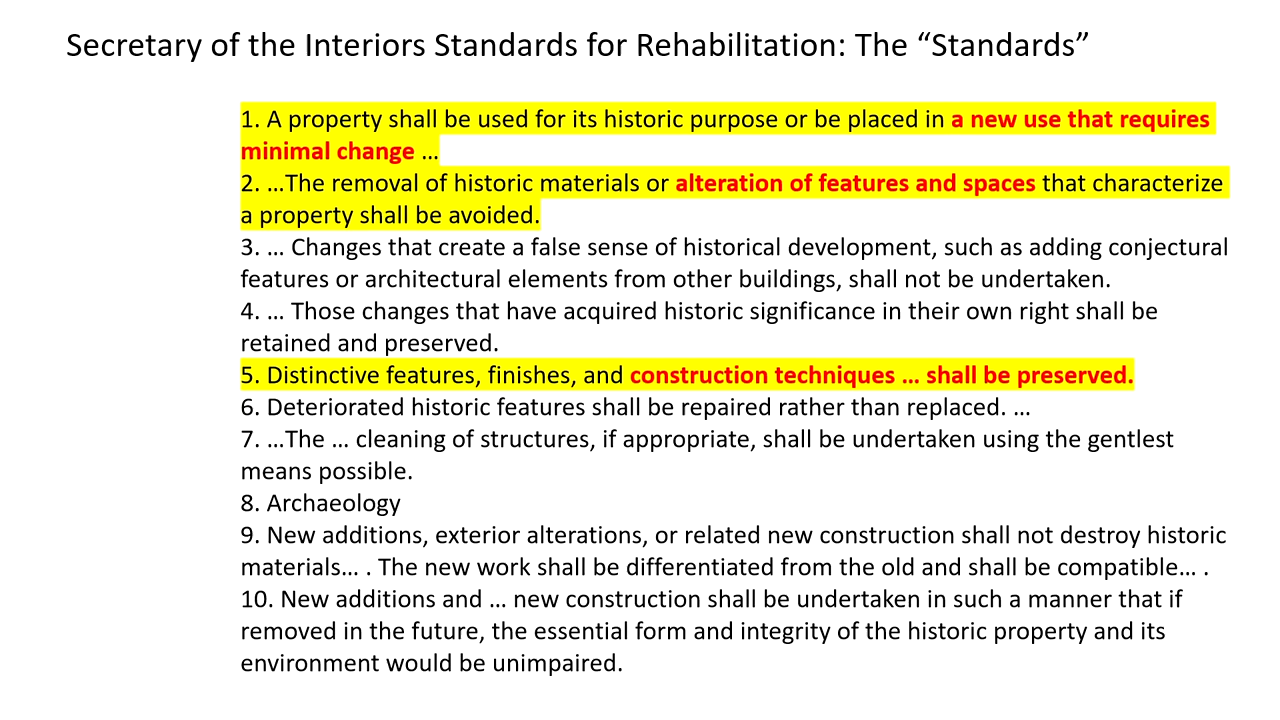 Secretary of the Interiors Standards for Rehabilitation: The “Standards”
1. A property shall be used for its historic purpose or be placed in a new use that requires
minimal change …
2. …The removal of historic materials or alteration of features and spaces that characterize
a property shall be avoided.
3. … Changes that create a false sense of historical development, such as adding conjectural
features or architectural elements from other buildings, shall not be undertaken.
4. … Those changes that have acquired historic significance in their own right shall be
retained and preserved.
5. Distinctive features, finishes, and construction techniques … shall be preserved.
6. Deteriorated historic features shall be repaired rather than replaced. …
7. …The … cleaning of structures, if appropriate, shall be undertaken using the gentlest
means possible.
8. Archaeology
9. New additions, exterior alterations, or related new construction shall not destroy historic
materials… . The new work shall be differentiated from the old and shall be compatible… .
10. New additions and … new construction shall be undertaken in such a manner that if
removed in the future, the essential form and integrity of the historic property and its
environment would be unimpaired.